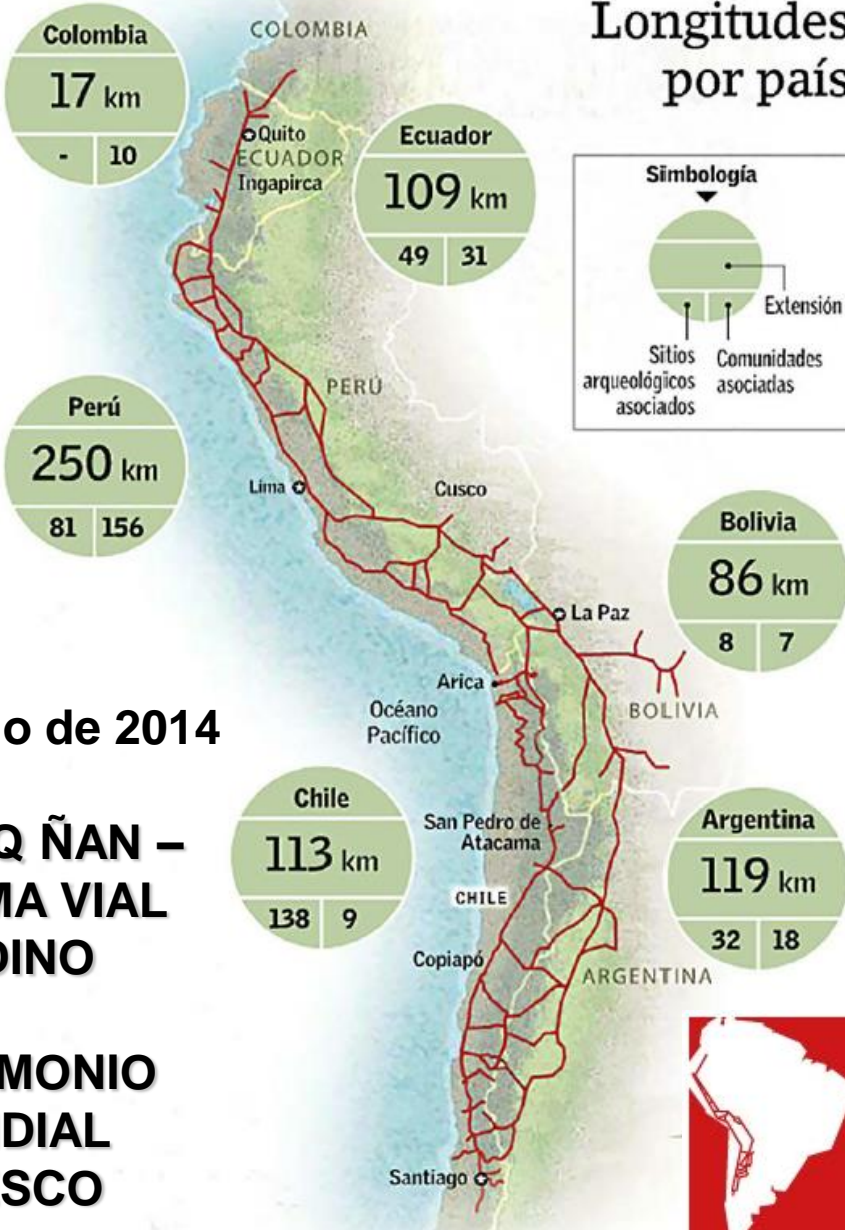 Longitudes
por país
Colombia
17 km
- 10
COLOMBIA
Quito
ECUADOR
Ingapirca
Ecuador
109 km
49 31
Simbología
Extensión
Sitios
arqueológicos
asociados
Comunidades
asociadas
PERÚ
Perú
250 km
81 156
Lima
Cusco
Bolivia
86 km
8 7
La Paz
Arica
Océano
Pacífico
BOLIVIA
o de 2014
Q ÑAN –
MA VIAL
DINO
Chile
113 km
138 9
San Pedro de
Atacama
CHILE
Argentina
119 km
32 18
Copiapó
ARGENTINA
MONIO
DIAL
SCO
Santiago